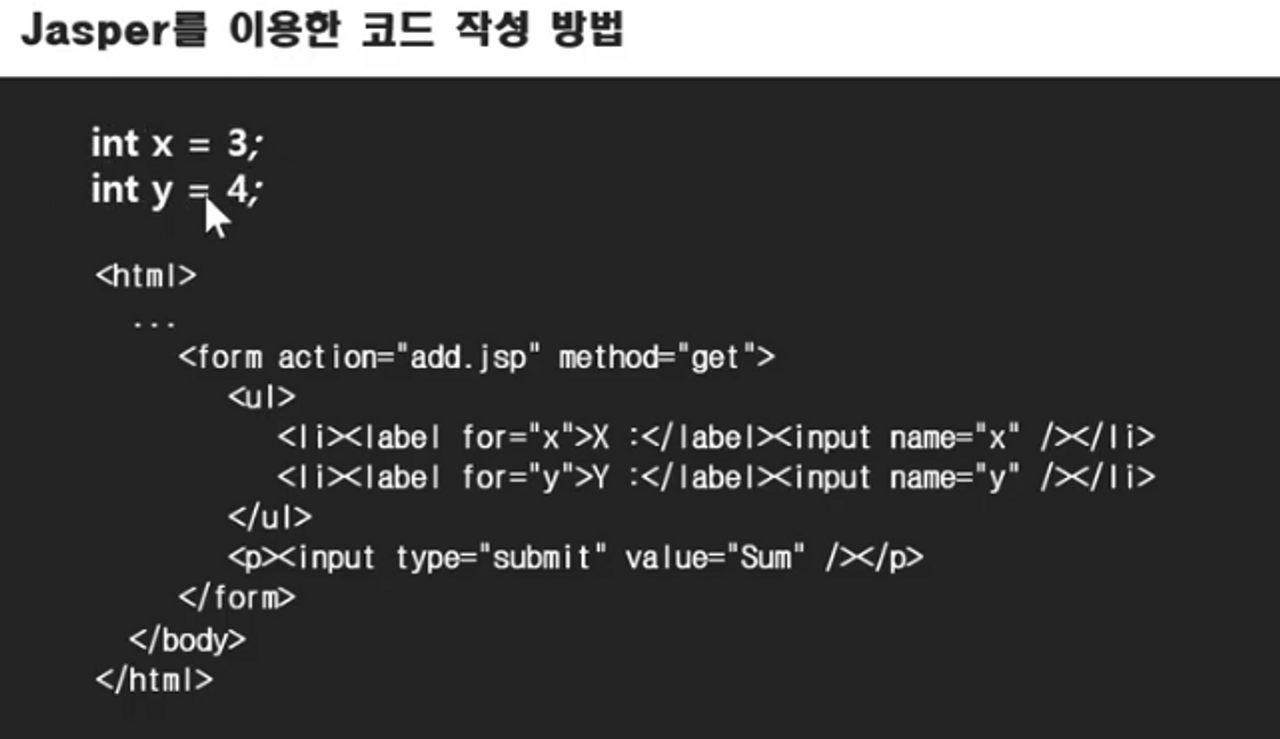 Jasper를 이용한 코드 작성 방법
int x = 3;
int y = 4;
<html>
...
<form action="add.jsp" method="get">
<ul>
<li><label for="x">X :</label><input name="x" /></li>
<li><label for="y">Y :</label><input name="y" /></li>
</ul>
<p><input type="submit" value="Sum" /></p>
</form>
</body>
</html>